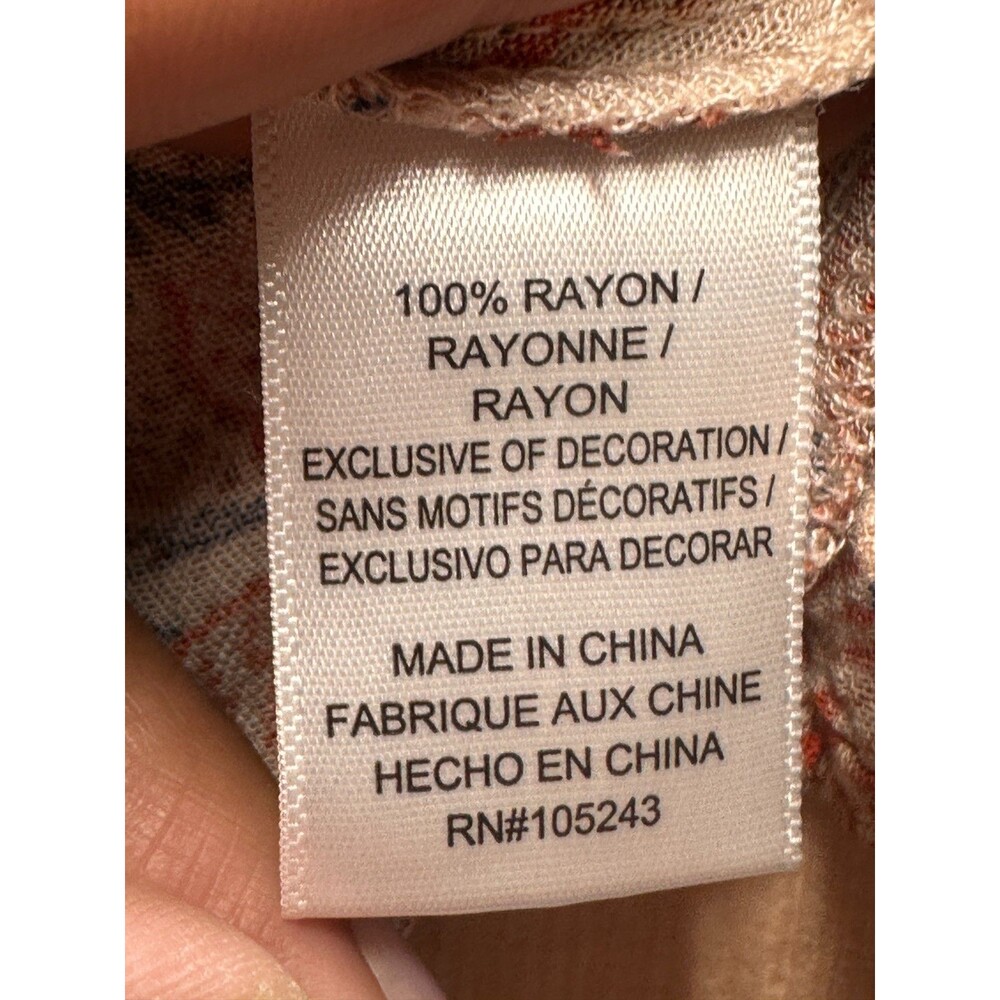 100% RAYON /
RAYONNE /
RAYON
EXCLUSIVE OF DECORATION /
SANS MOTIFS DÉCORATIFS /
EXCLUSIVO PARA DECORAR
MADE IN CHINA
FABRIQUE AUX CHINE
HECHO EN CHINA
RN#105243